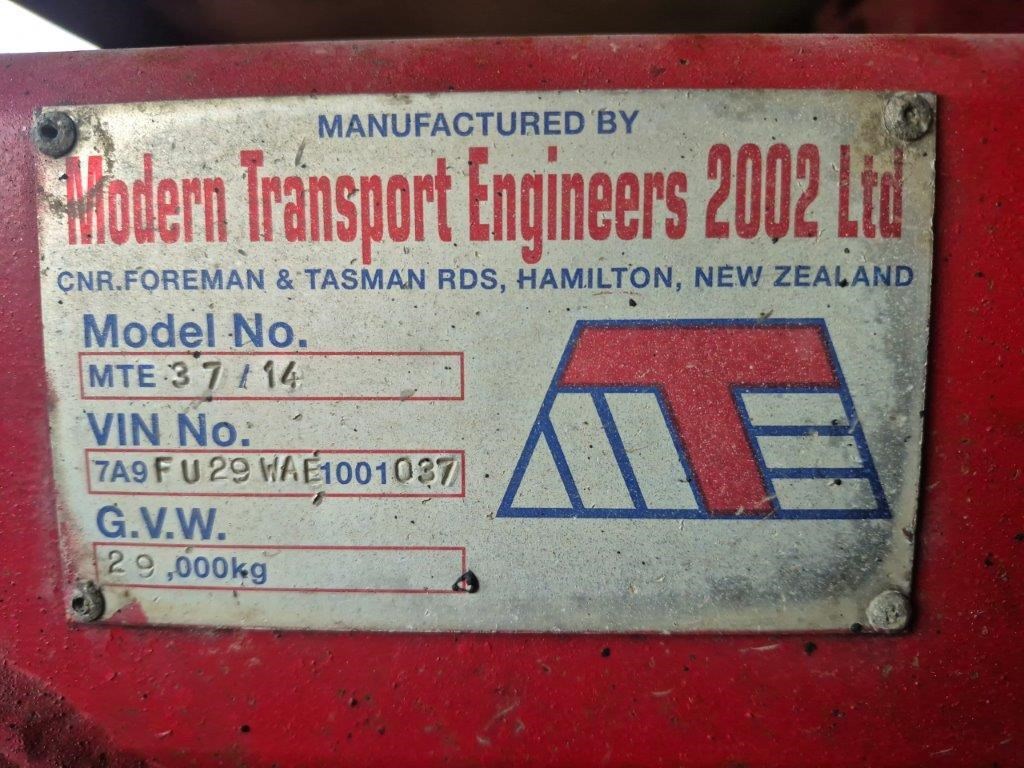 MANUFACTURED BY
Modern Transport Engineers 2002 Ltd
CNR.FOREMAN & TASMAN RDS, HAMILTON, NEW ZEALAND
Model No.
MTE 37/14
VIN No.
7A9FU29WAE1001037
G.V.W.
29,000kg
MTE